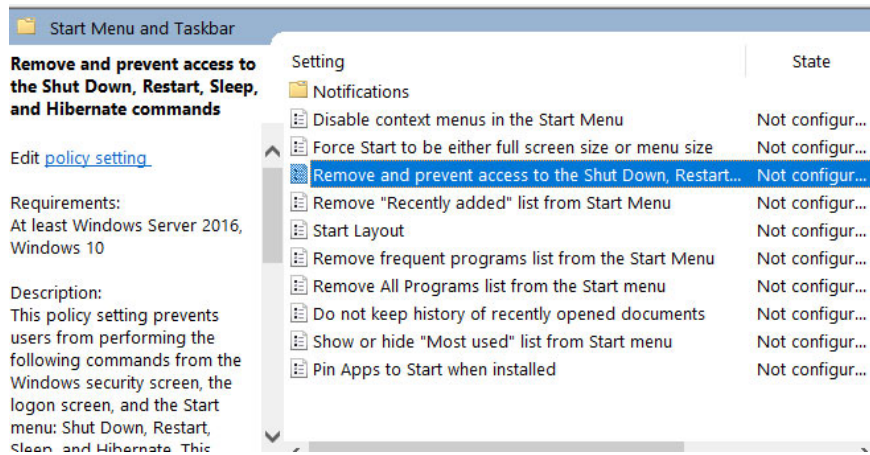 Start Menu and Taskbar
Remove and prevent access to
the Shut Down, Restart, Sleep,
and Hibernate commands
Edit policy setting
Requirements:
At least Windows Server 2016,
Windows 10
Description:
This policy setting prevents
users from performing the
following commands from the
Windows security screen, the
logon screen, and the Start
menu: Shut Down, Restart,
Sleep, and Hibernate. This
Setting State
Notifications
Disable context menus in the Start Menu Not configur...
Force Start to be either full screen size or menu size Not configur...
Remove and prevent access to the Shut Down, Restart... Not configur...
Remove "Recently added" list from Start Menu Not configur...
Start Layout Not configur...
Remove frequent programs list from the Start Menu Not configur...
Remove All Programs list from the Start menu Not configur...
Do not keep history of recently opened documents Not configur...
Show or hide "Most used" list from Start menu Not configur...
Pin Apps to Start when installed Not configur...